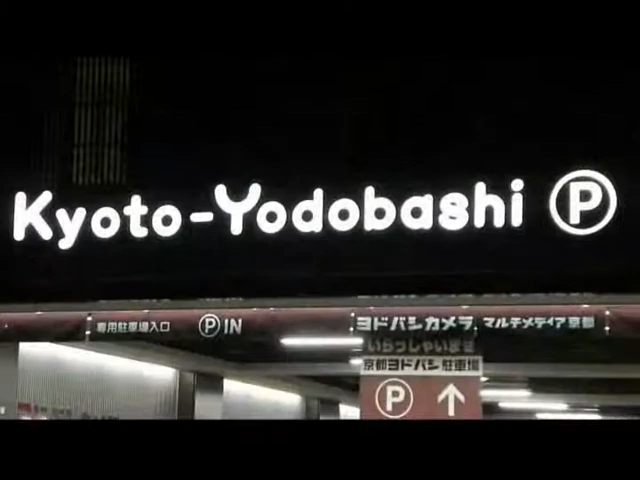 Kyoto-Yodobashi Ⓟ
専用駐車場入口 Ⓟ IN
ヨドバシカメラ マルチメディア京都
いらっしゃいませ
京都ヨドバシ駐車場
Ⓟ ↑